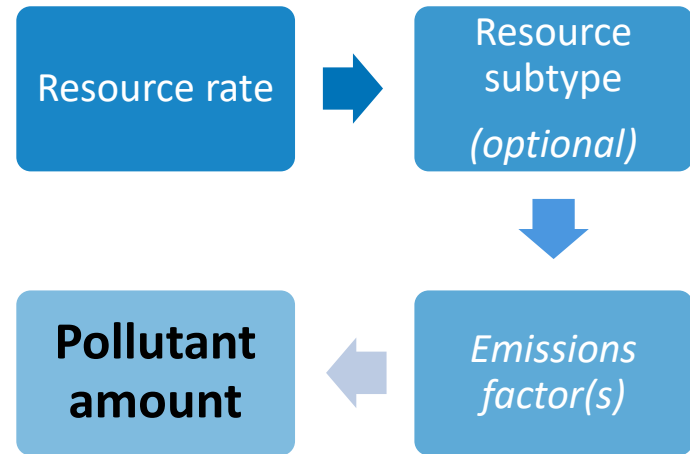 Resource rate
Resource
subtype
(optional)
Emissions
factor(s)
Pollutant
amount